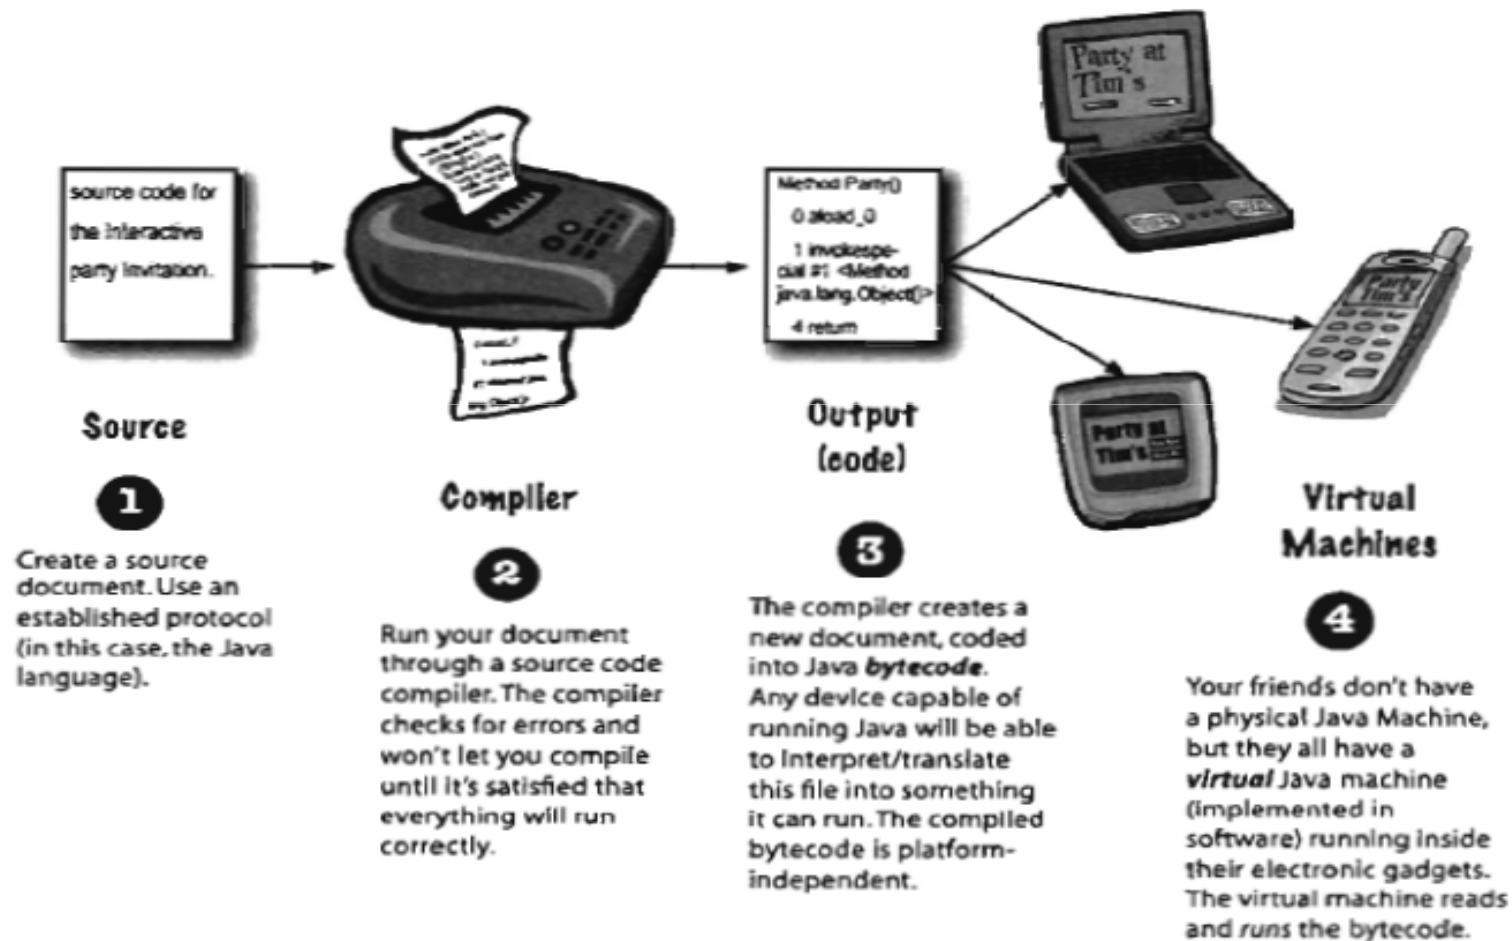 source code for
the Interactive
party Invitation.
Source
1
Create a source
document. Use an
established protocol
(in this case, the Java
language).
Compiler
2
Run your document
through a source code
compiler. The compiler
checks for errors and
won't let you compile
until it's satisfied that
everything will run
correctly.
Method Party()
0 aload_0
1 invokespe-
cial #1 <Method
java.lang.Object()>
4 return
Output
(code)
3
The compiler creates a
new document, coded
into Java bytecode.
Any device capable of
running Java will be able
to interpret/translate
this file into something
it can run. The compiled
bytecode is platform-
independent.
Party at
Tim's
Party
Tim's
Party at
Tim's
Virtual
Machines
4
Your friends don't have
a physical Java Machine,
but they all have a
virtual Java machine
(implemented in
software) running inside
their electronic gadgets.
The virtual machine reads
and runs the bytecode.